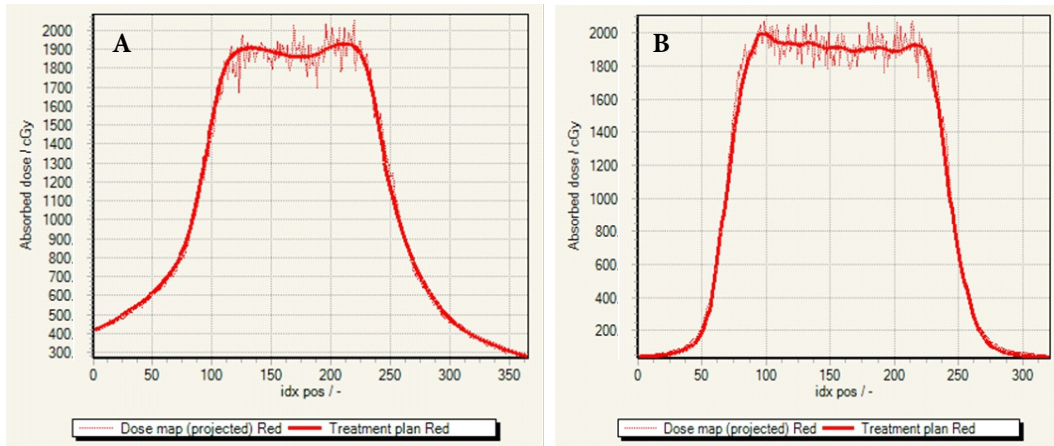 A
Absorbed dose / cGy
2000
1900
1800.
1700
1600.
1500
1400
1300
1200
1100
1000
900.
800.
700.
600.
500.
400.
300.
0 50 100 150 200 250 300 350
idx pos / -
Dose map (projected) Red Treatment plan Red
B
Absorbed dose / cGy
2000
1800
1600
1400
1200
1000
800.
600.
400.
200.
0 50 100 150 200 250 300
idx pos / -
Dose map (projected) Red Treatment plan Red